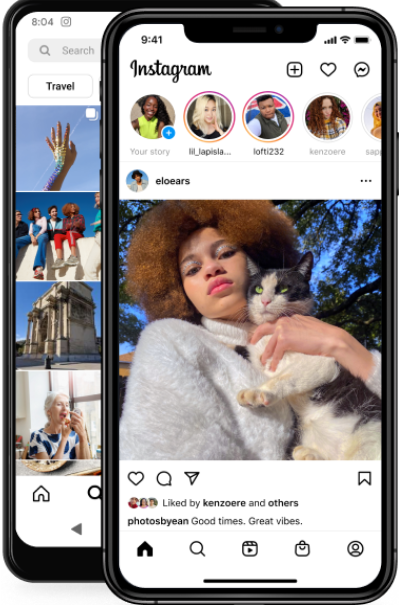 8:04
Search
Travel
9:41
Instagram
Your story
lil_lapisla...
lofti232
kenzoere
eloears
Liked by kenzoere and others
photosbyean Good times. Great vibes.